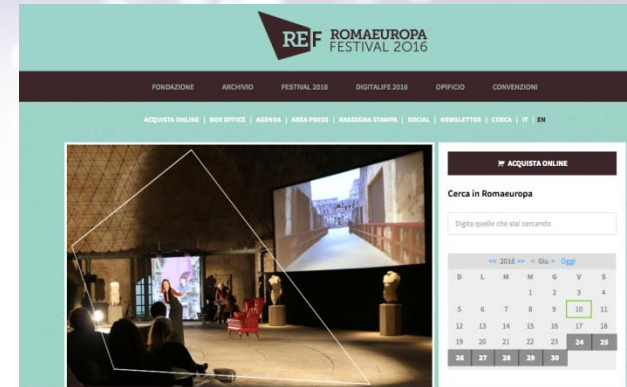 REF ROMAEUROPA
FESTIVAL 2016
FONDAZIONE ARCHIVIO FESTIVAL 2016 DIGITALIFE 2016 OPIFICIO CONVENZIONI
ACQUISTA ONLINE | BOX OFFICE | AGENDA | AREA PRESS | RASSEGNA STAMPA | SOCIAL | NEWSLETTER | CERCA | IT | EN
ACQUISTA ONLINE
Cerca in Romaeuropa
Digita quello che stai cercando
<< 2016 >> < Giu > Oggi
D L M M G V S
1 2 3 4
5 6 7 8 9 10 11
12 13 14 15 16 17 18
19 20 21 22 23 24 25
26 27 28 29 30